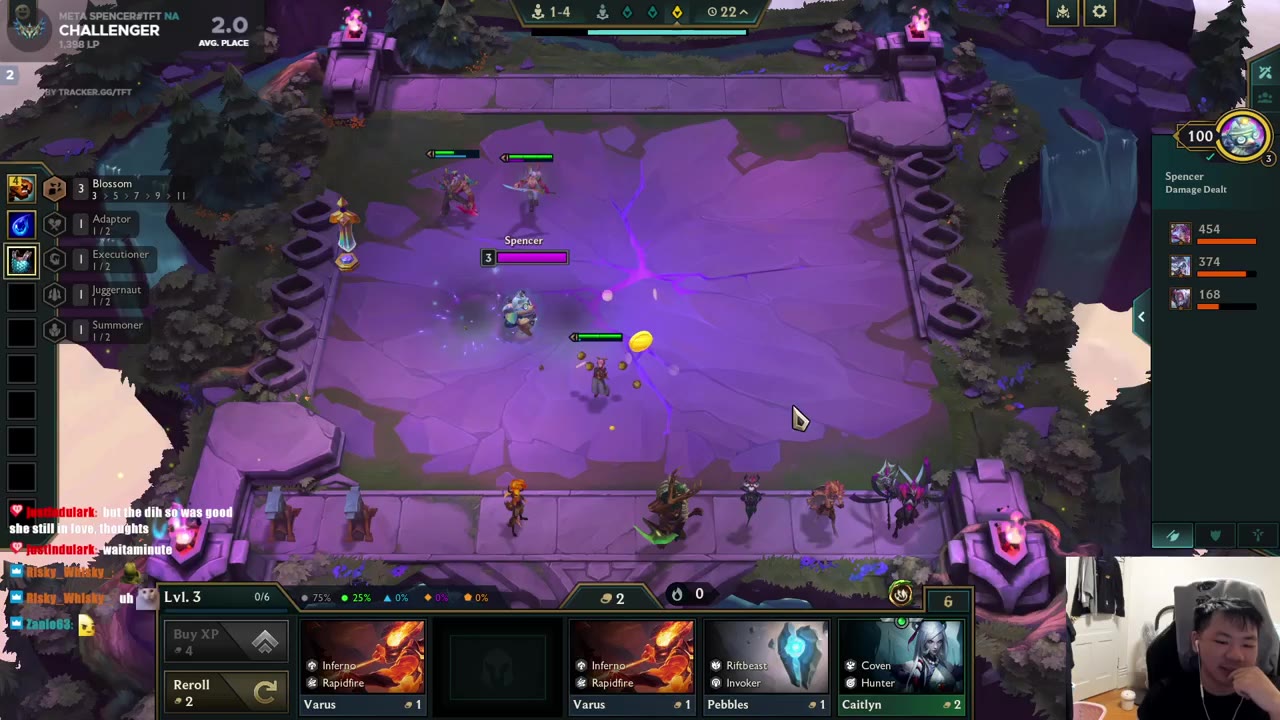 META SPENCER#TFT NA
CHALLENGER
1,398 LP
2.0
AVG. PLACE
2
BY TRACKER.GG/TFT
1-4
22
3
Blossom
3 > 5 > 7 > 9 > 11
1
Adaptor
1 / 2
1
Executioner
1 / 2
1
Juggernaut
1 / 2
1
Summoner
1 / 2
Spencer
3
100
3
Spencer
Damage Dealt
454
374
168
justindulark: but the dih so was good
she still in love, thoughts
justindulark: waitaminute
Risky_Whisky_:
Risky_Whisky_: uh
Zanlo63:
Lvl. 3
0/6
75%
25%
0%
0%
0%
2
0
6
Buy XP
4
Reroll
2
Inferno
Rapidfire
Varus
1
Inferno
Rapidfire
Varus
1
Riftbeast
Invoker
Pebbles
1
Coven
Hunter
Caitlyn
2